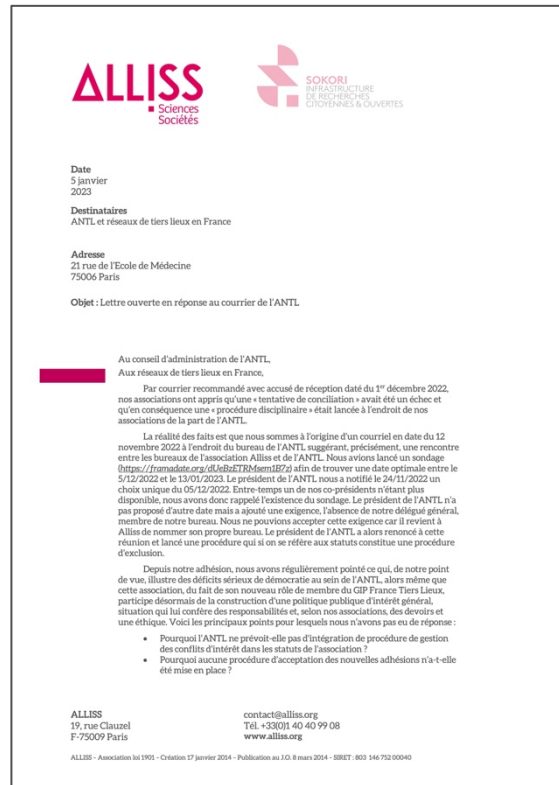 ALLISS
Sciences
Sociétés
SOKORI
INFRASTRUCTURE
DE RECHERCHES
CITOYENNES & OUVERTES
Date
5 janvier
2023
Destinataires
ANTL et réseaux de tiers lieux en France
Adresse
21 rue de l'Ecole de Médecine
75006 Paris
Objet : Lettre ouverte en réponse au courrier de l'ANTL
Au conseil d'administration de l'ANTL,
Aux réseaux de tiers lieux en France,
Par courrier recommandé avec accusé de réception daté du 1er décembre 2022,
nos associations ont appris qu'une « tentative de conciliation » avait été un échec et
qu'en conséquence une « procédure disciplinaire » était lancée à l'endroit de nos
associations de la part de l'ANTL.
La réalité des faits est que nous sommes à l'origine d'un courriel en date du 12
novembre 2022 à l'endroit du bureau de l'ANTL suggérant, précisément, une rencontre
entre les bureaux de l'association Alliss et de l'ANTL. Nous avions lancé un sondage
(https://framadate.org/dUeBzETRMsem1B7z) afin de trouver une date optimale entre le
5/12/2022 et le 13/01/2023. Le président de l'ANTL nous a notifié le 24/11/2022 un
choix unique du 05/12/2022. Entre-temps un de nos co-présidents n'étant plus
disponible, nous avons donc rappelé l'existence du sondage. Le président de l'ANTL n'a
pas proposé d'autre date mais a ajouté une exigence, l'absence de notre délégué général,
membre de notre bureau. Nous ne pouvions accepter cette exigence car il revient à
Alliss de nommer son propre bureau. Le président de l'ANTL a alors renoncé à cette
réunion et lancé une procédure qui si on se réfère aux statuts constitue une procédure
d'exclusion.
Depuis notre adhésion, nous avons régulièrement pointé ce qui, de notre point
de vue, illustre des déficits sérieux de démocratie au sein de l'ANTL, alors même que
cette association, du fait de son nouveau rôle de membre du GIP France Tiers Lieux,
participe désormais de la construction d'une politique publique d'intérêt général,
situation qui lui confère des responsabilités et, selon nos associations, des devoirs et
une éthique. Voici les principaux points pour lesquels nous n'avons pas eu de réponse :
• Pourquoi l'ANTL ne prévoit-elle pas d'intégration de procédure de gestion
des conflits d'intérêt dans les statuts de l'association ?
• Pourquoi aucune procédure d'acceptation des nouvelles adhésions n'a-t-elle
été mise en place ?
ALLISS
19, rue Clauzel
F-75009 Paris
contact@alliss.org
Tél. +33(0)1 40 40 99 08
www.alliss.org
ALLISS – Association loi 1901 – Création 17 janvier 2014 – Publication au J.O. 8 mars 2014 – SIRET : 803 146 752 00040